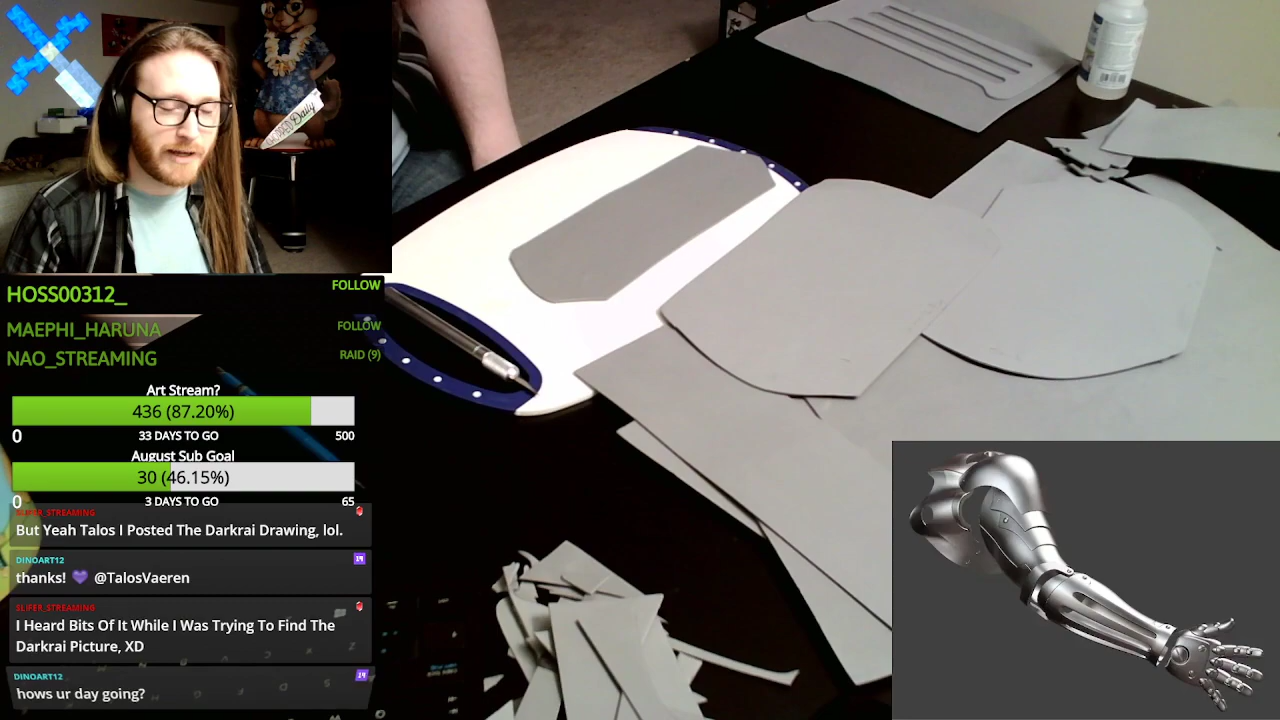 Daily
HOSS00312_
FOLLOW
MAEPHI_HARUNA
FOLLOW
NAO_STREAMING
RAID (9)
Art Stream?
436 (87.20%)
0
33 DAYS TO GO
500
August Sub Goal
30 (46.15%)
0
3 DAYS TO GO
65
SLIFER_STREAMING
But Yeah Talos I Posted The Darkrai Drawing, lol.
DINOART12
thanks! 💜 @TalosVaeren
SLIFER_STREAMING
I Heard Bits Of It While I Was Trying To Find The
Darkrai Picture, XD
DINOART12
hows ur day going?